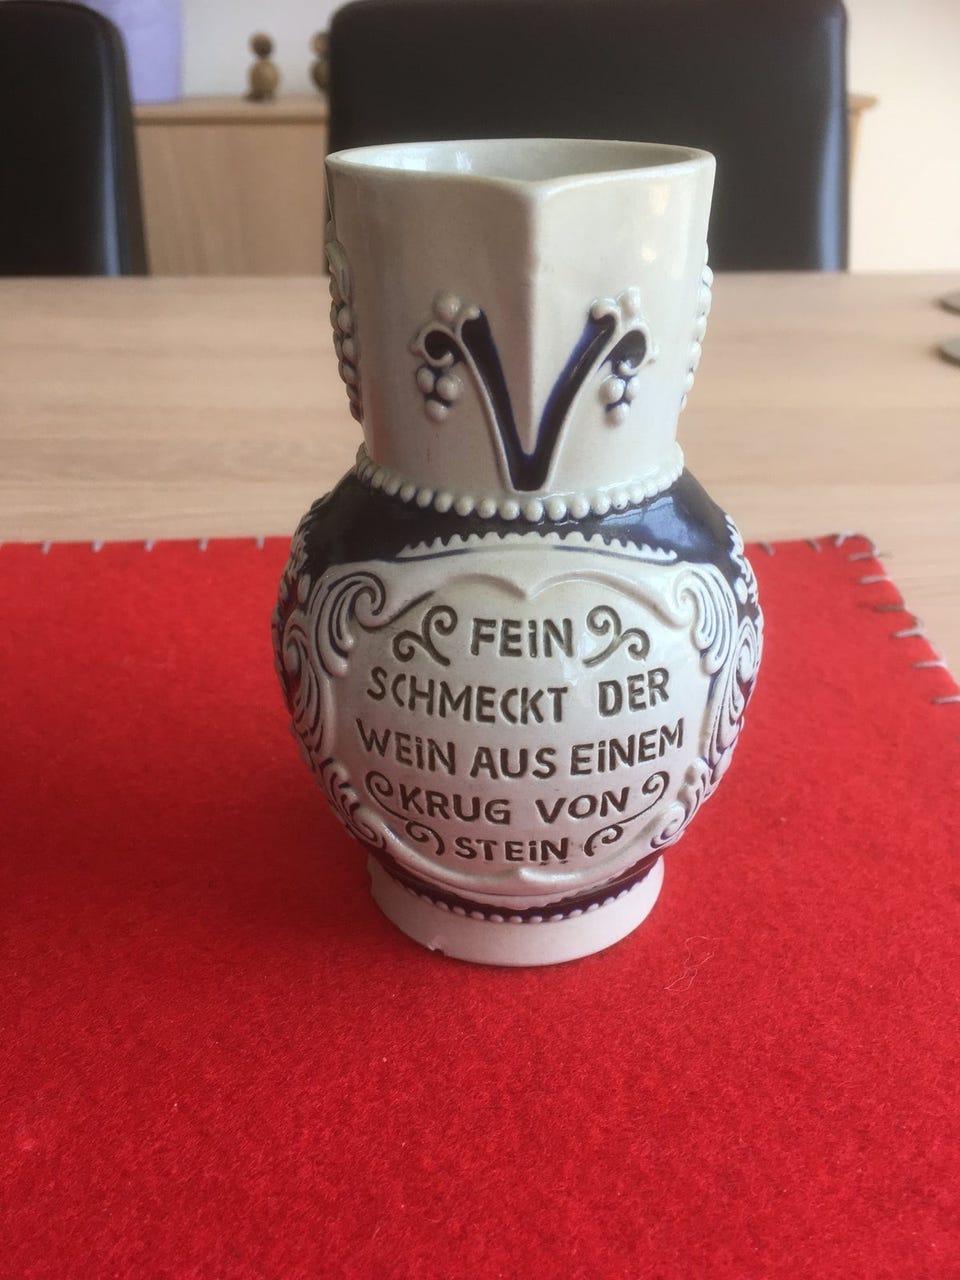 FEiN
SCHMECKT DER
WEiN AUS EiNEM
KRUG VON
STEiN